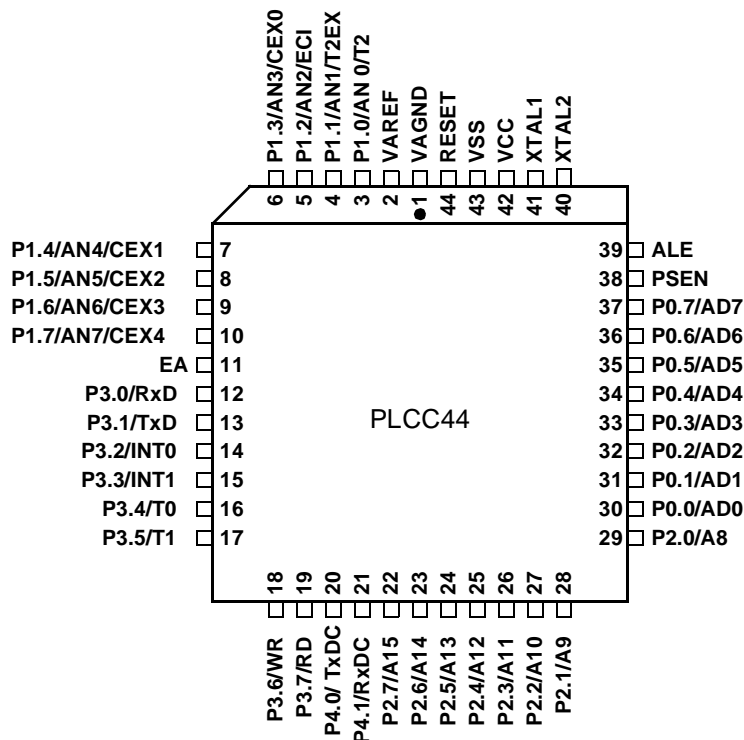 P1.3/AN3/CEX0
P1.2/AN2/ECI
P1.1/AN1/T2EX
P1.0/AN 0/T2
VAREF
VAGND
RESET
VSS
VCC
XTAL1
XTAL2
6 5 4 3 2 1 44 43 42 41 40
P1.4/AN4/CEX1 7 39 ALE
P1.5/AN5/CEX2 8 38 PSEN
P1.6/AN6/CEX3 9 37 P0.7/AD7
P1.7/AN7/CEX4 10 36 P0.6/AD6
EA 11 35 P0.5/AD5
P3.0/RxD 12 34 P0.4/AD4
P3.1/TxD 13 33 P0.3/AD3
PLCC44
P3.2/INT0 14 32 P0.2/AD2
P3.3/INT1 15 31 P0.1/AD1
P3.4/T0 16 30 P0.0/AD0
P3.5/T1 17 29 P2.0/A8
18 19 20 21 22 23 24 25 26 27 28
P3.6/WR
P3.7/RD
P4.0/ TxDC
P4.1/RxDC
P2.7/A15
P2.6/A14
P2.5/A13
P2.4/A12
P2.3/A11
P2.2/A10
P2.1/A9